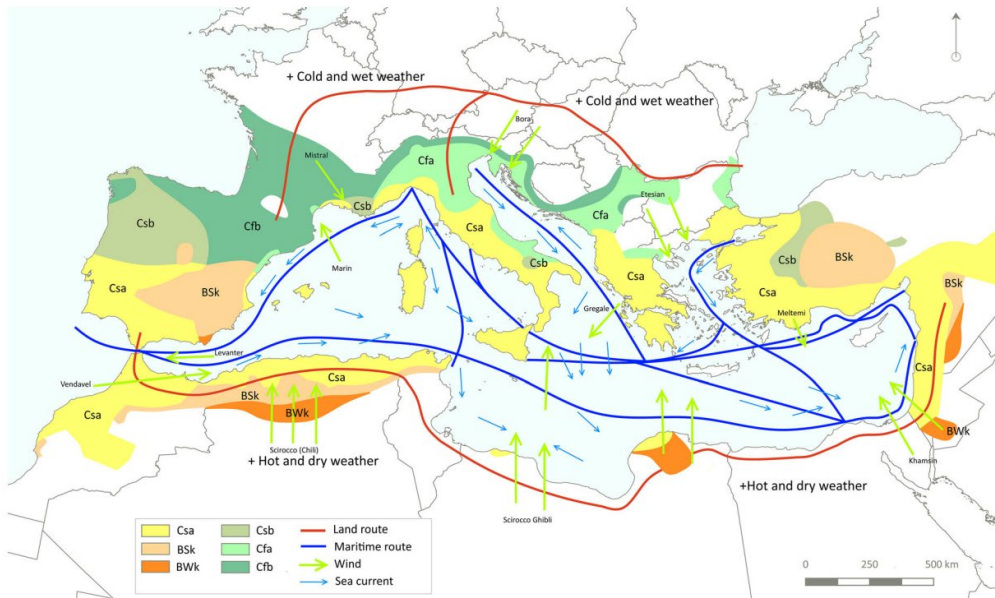 + Cold and wet weather
+ Cold and wet weather
Bora
Mistral
Cfa
Csb
Csb
Cfb
Etesian
Cfa
Csa
Csb
BSk
Marin
Csb
Csa
BSk
Csa
Csa
BSk
Gregale
Meltemi
Levanter
Vendavel
Csa
Csa
BSk
Csa
BWk
BWk
Scirocco (Chili)
+ Hot and dry weather
Khamsin
+Hot and dry weather
Scirocco Ghibli
Csa
Csb
Land route
BSk
Cfa
Maritime route
BWk
Cfb
Wind
Sea current
0 250 500 km